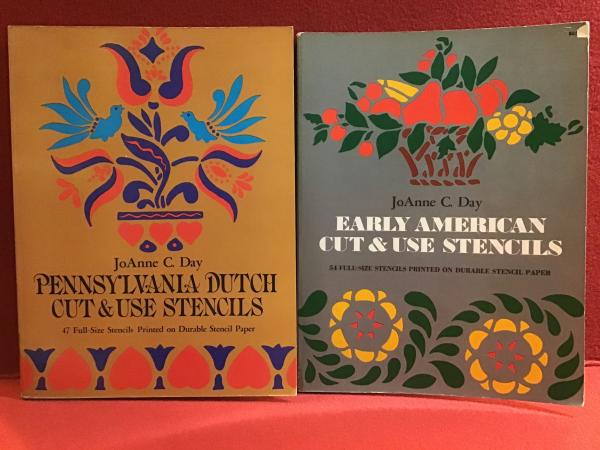 JoAnne C. Day
PENNSYLVANIA DUTCH
CUT & USE STENCILS
47 Full-Size Stencils Printed on Durable Stencil Paper
JoAnne C. Day
EARLY AMERICAN
CUT & USE STENCILS
54 FULL-SIZE STENCILS PRINTED ON DURABLE STENCIL PAPER